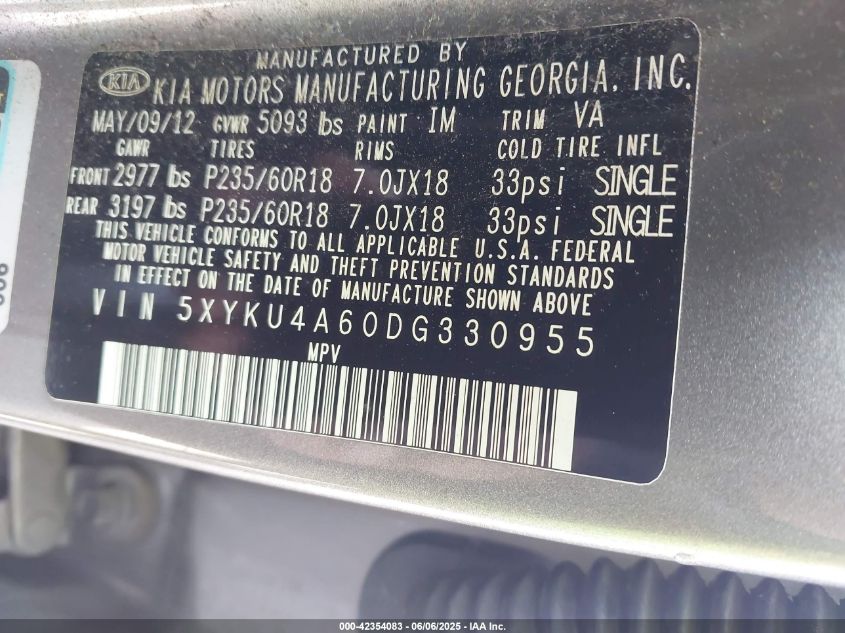 MANUFACTURED BY
KIA KIA MOTORS MANUFACTURING GEORGIA, INC.
MAY/09/12 GVWR 5093 lbs PAINT IM TRIM VA
GAWR TIRES RIMS COLD TIRE INFL
FRONT 2977 lbs P235/60R18 7.0JX18 33psi SINGLE
REAR 3197 lbs P235/60R18 7.0JX18 33psi SINGLE
THIS VEHICLE CONFORMS TO ALL APPLICABLE U.S.A. FEDERAL
MOTOR VEHICLE SAFETY AND THEFT PREVENTION STANDARDS
IN EFFECT ON THE DATE OF MANUFACTURE SHOWN ABOVE
VIN 5XYKU4A60DG330955
MPV
000-42354083 - 06/06/2025 - IAA Inc.